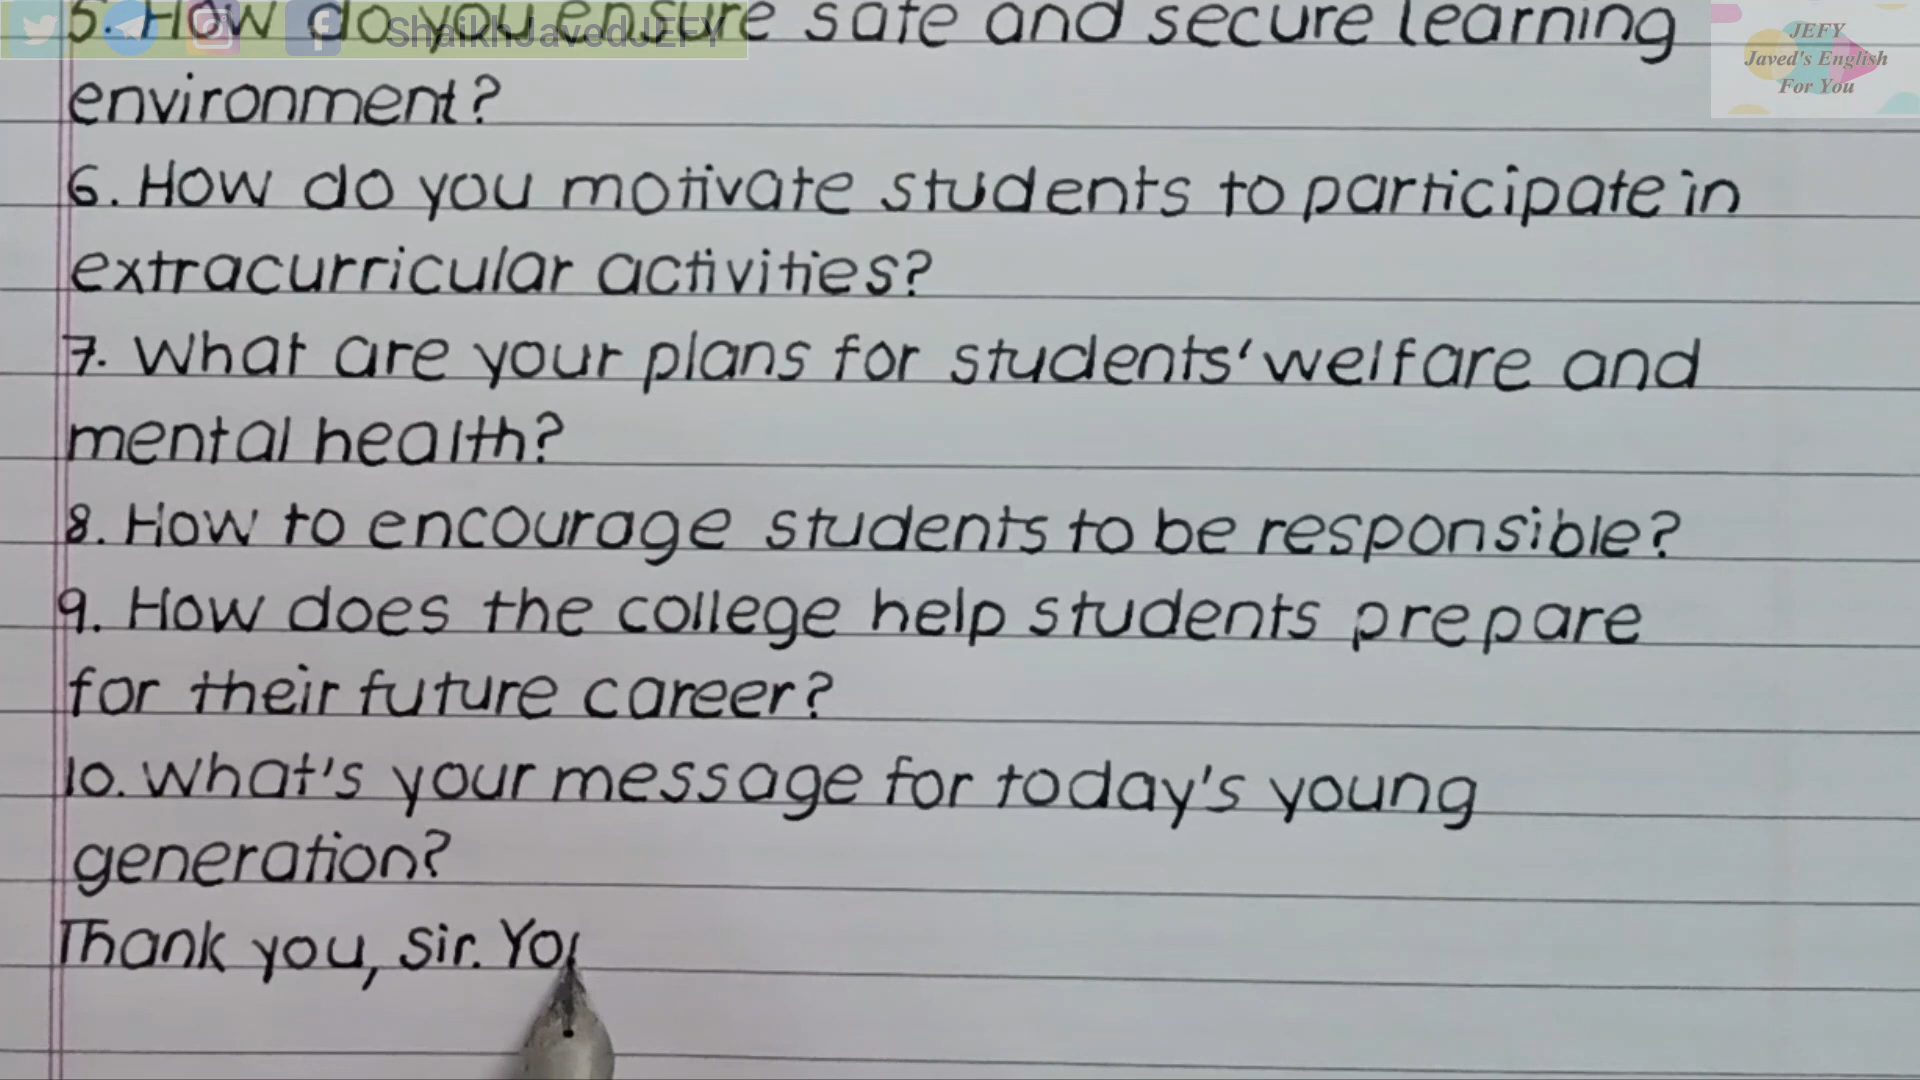 5. How do you ensure safe and secure learning
ShaikhJavedJEFY
JEFY
Javed's English
For You
environment?
6. How do you motivate students to participate in
extracurricular activities?
7. What are your plans for students' welfare and
mental health?
8. How to encourage students to be responsible?
9. How does the college help students prepare
for their future career?
10. What's your message for today's young
generation?
Thank you, Sir. You